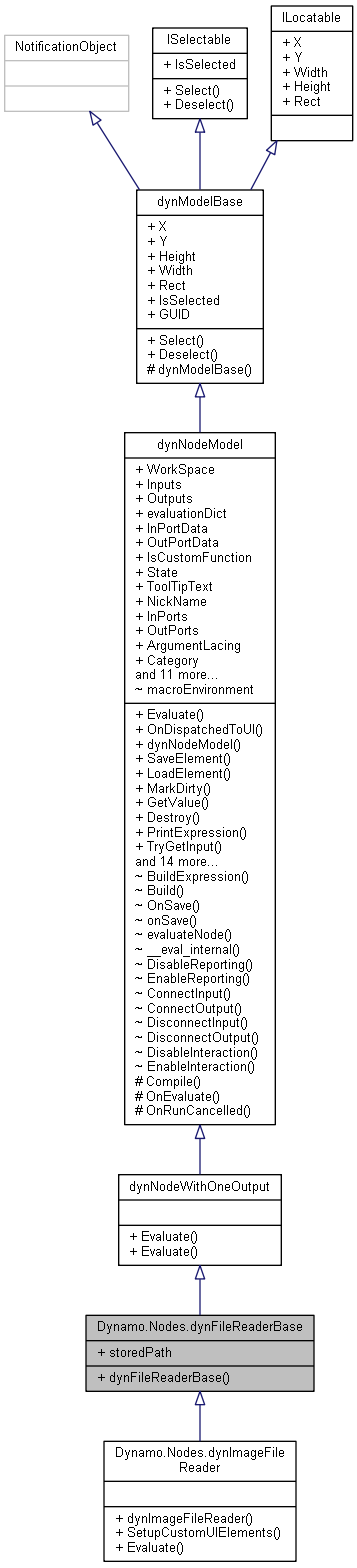 NotificationObject
ISelectable
+ IsSelected
+ Select()
+ Deselect()
ILocatable
+ X
+ Y
+ Width
+ Height
+ Rect
dynModelBase
+ X
+ Y
+ Height
+ Width
+ Rect
+ IsSelected
+ GUID
+ Select()
+ Deselect()
# dynModelBase()
dynNodeModel
+ WorkSpace
+ Inputs
+ Outputs
+ evaluationDict
+ InPortData
+ OutPortData
+ IsCustomFunction
+ State
+ ToolTipText
+ NickName
+ InPorts
+ OutPorts
+ ArgumentLacing
+ Category
and 11 more...
~ macroEnvironment
+ Evaluate()
+ OnDispatchedToUI()
+ dynNodeModel()
+ SaveElement()
+ LoadElement()
+ MarkDirty()
+ GetValue()
+ Destroy()
+ PrintExpression()
+ TryGetInput()
and 14 more...
~ BuildExpression()
~ Build()
~ OnSave()
~ onSave()
~ evaluateNode()
~ __eval_internal()
~ DisableReporting()
~ EnableReporting()
~ ConnectInput()
~ ConnectOutput()
~ DisconnectInput()
~ DisconnectOutput()
~ DisableInteraction()
~ EnableInteraction()
# Compile()
# OnEvaluate()
# OnRunCancelled()
dynNodeWithOneOutput
+ Evaluate()
+ Evaluate()
Dynamo.Nodes.dynFileReaderBase
+ storedPath
+ dynFileReaderBase()
Dynamo.Nodes.dynImageFile
Reader
+ dynImageFileReader()
+ SetupCustomUIElements()
+ Evaluate()